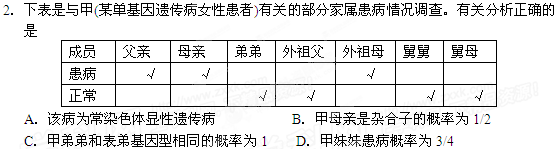 2. 下表是与甲(某单基因遗传病女性患者)有关的部分家属患病情况调查。有关分析正确的
是
成员 父亲 母亲 弟弟 外祖父 外祖母 舅舅 舅母
患病 √ √ √
正常 √ √ √ √
A. 该病为常染色体显性遗传病 B. 甲母亲是杂合子的概率为 1/2
C. 甲弟弟和表弟基因型相同的概率为 1 D. 甲姝姝患病概率为 3/4